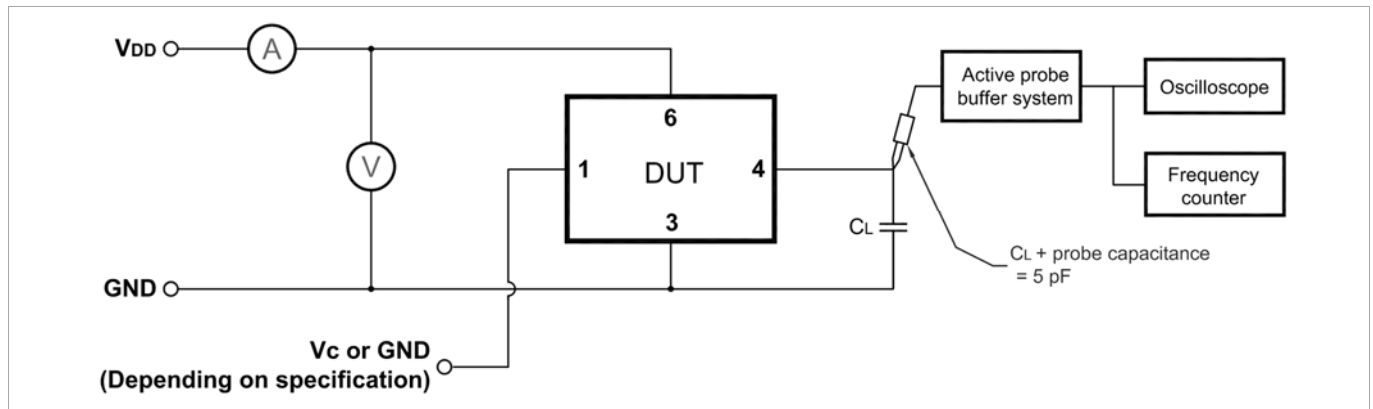 VDD
A
V
GND
Vc or GND
(Depending on specification)
6
1
DUT
4
3
CL
Active probe
buffer system
Oscilloscope
Frequency
counter
CL + probe capacitance
= 5 pF